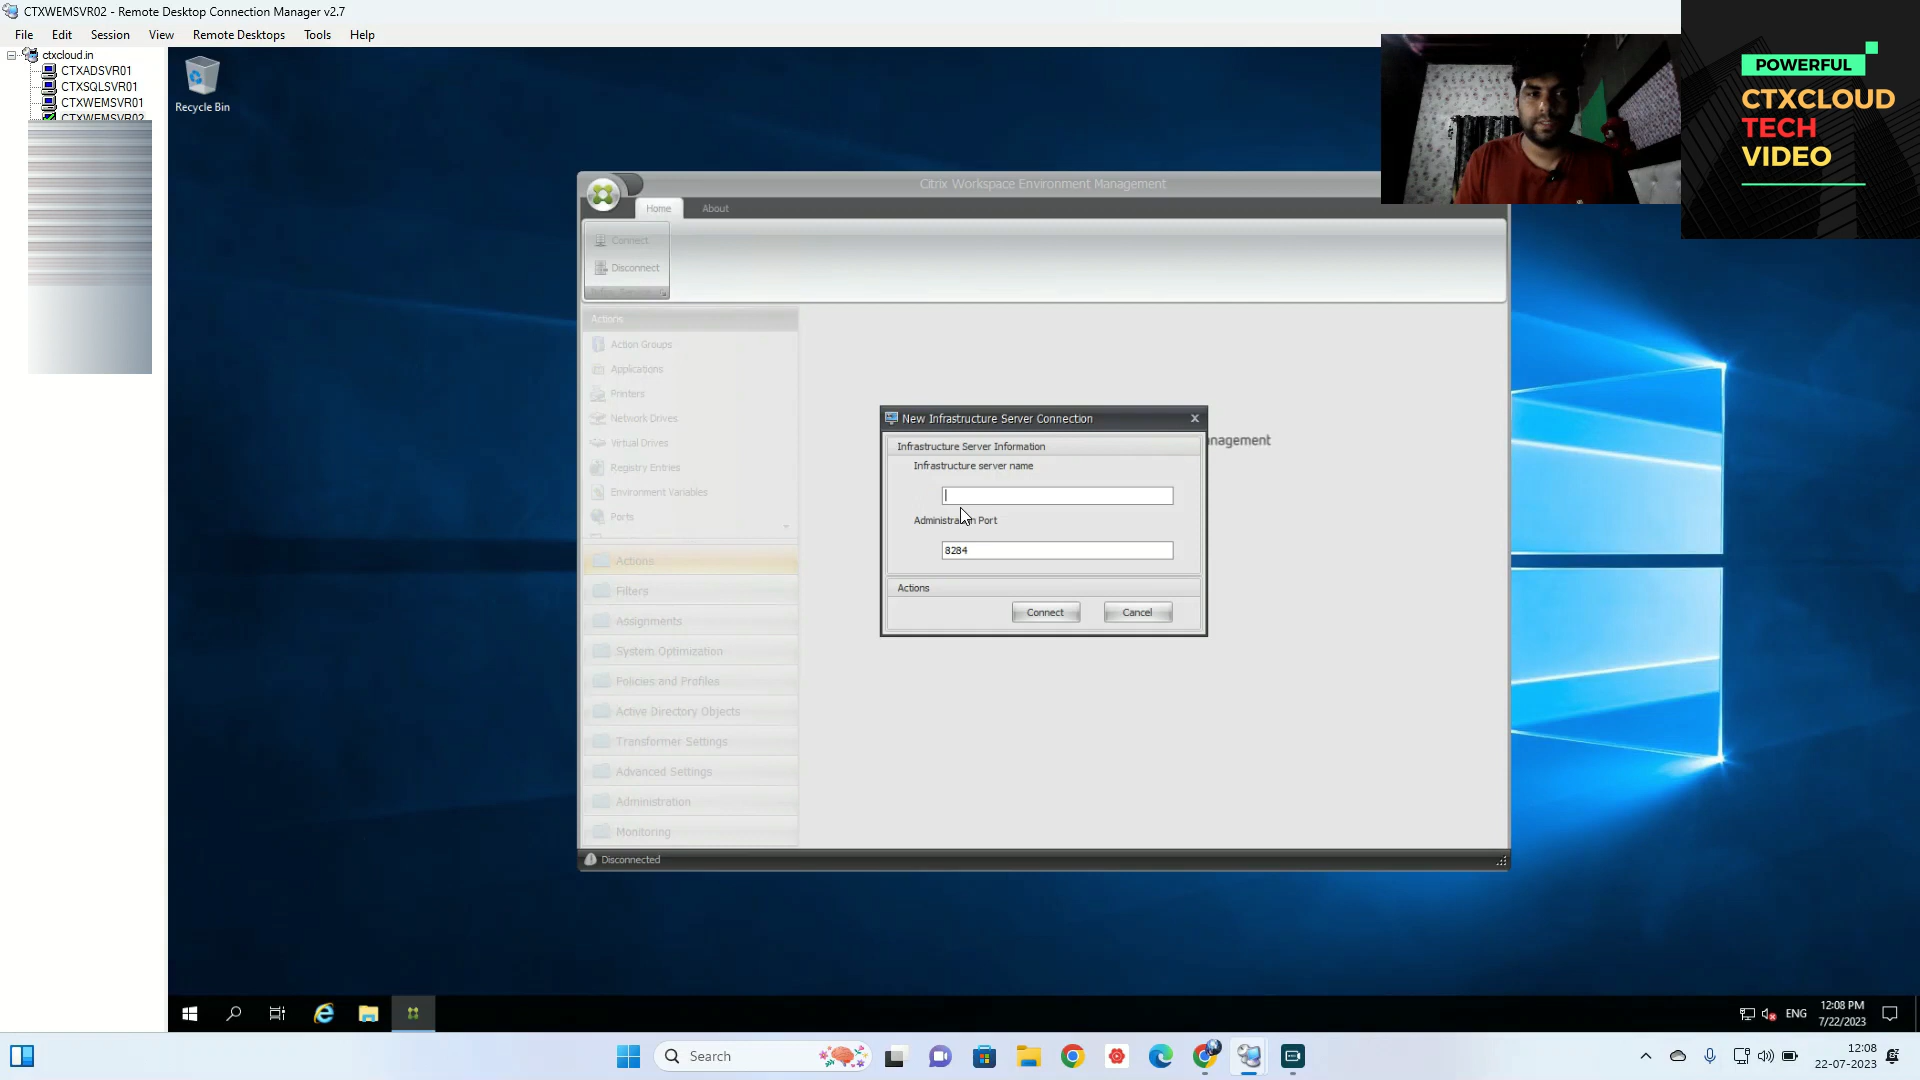 CTXWEMSVR02 - Remote Desktop Connection Manager v2.7
File Edit Session View Remote Desktops Tools Help
ctxcloud.in
CTXADSVR01
CTXSQLSVR01
CTXWEMSVR01
CTXWEMSVR02
Recycle Bin
POWERFUL
CTXCLOUD
TECH
VIDEO
Citrix Workspace Environment Management
Home About
Connect
Disconnect
Actions
Action Groups
Applications
Printers
Network Drives
Virtual Drives
Registry Entries
Environment Variables
Ports
Actions
Filters
Assignments
System Optimization
Policies and Profiles
Active Directory Objects
Transformer Settings
Advanced Settings
Administration
Monitoring
Disconnected
nagement
New Infrastructure Server Connection
Infrastructure Server Information
Infrastructure server name
Administration Port
8284
Actions
Connect Cancel
ENG
12:08 PM
7/22/2023
Search
12:08
22-07-2023